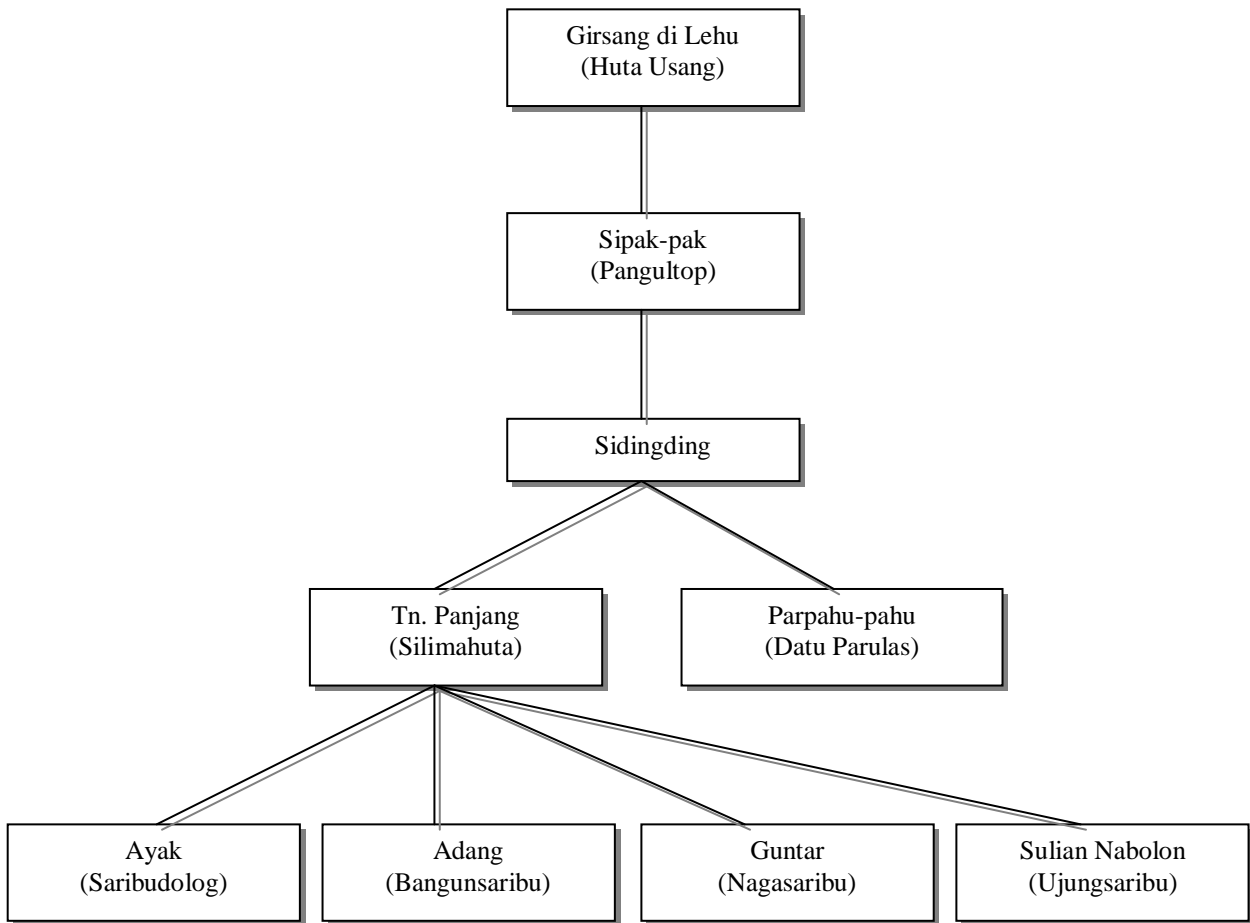 Girsang di Lehu
(Huta Usang)
Sipak-pak
(Pangultop)
Sidingding
Tn. Panjang
(Silimahuta)
Parpahu-pahu
(Datu Parulas)
Ayak
(Saribudolog)
Adang
(Bangunsaribu)
Guntar
(Nagasaribu)
Sulian Nabolon
(Ujungsaribu)